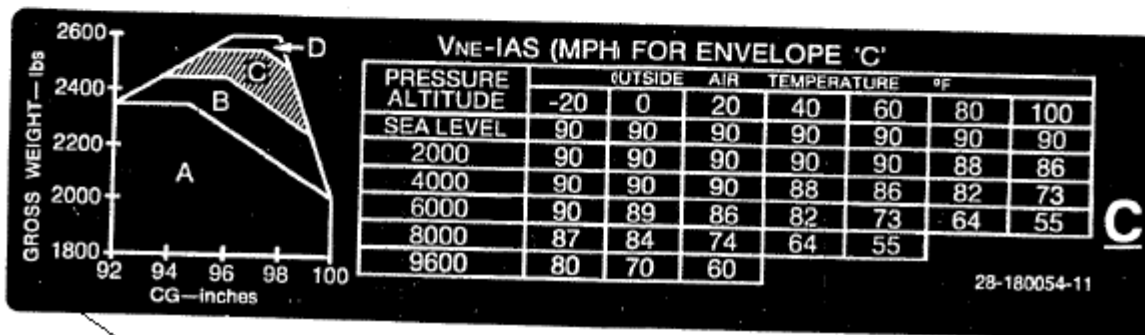 2600
2400
2200
2000
1800
GROSS WEIGHT—lbs
92 94 96 98 100
CG—inches
A
B
C
D
VNE-IAS (MPH) FOR ENVELOPE 'C'
PRESSURE ALTITUDE OUTSIDE AIR TEMPERATURE °F
-20 0 20 40 60 80 100
SEA LEVEL 90 90 90 90 90 90 90
2000 90 90 90 90 90 88 86
4000 90 90 90 88 86 82 73
6000 90 89 86 82 73 64 55
8000 87 84 74 64 55
9600 80 70 60
28-180054-11
C